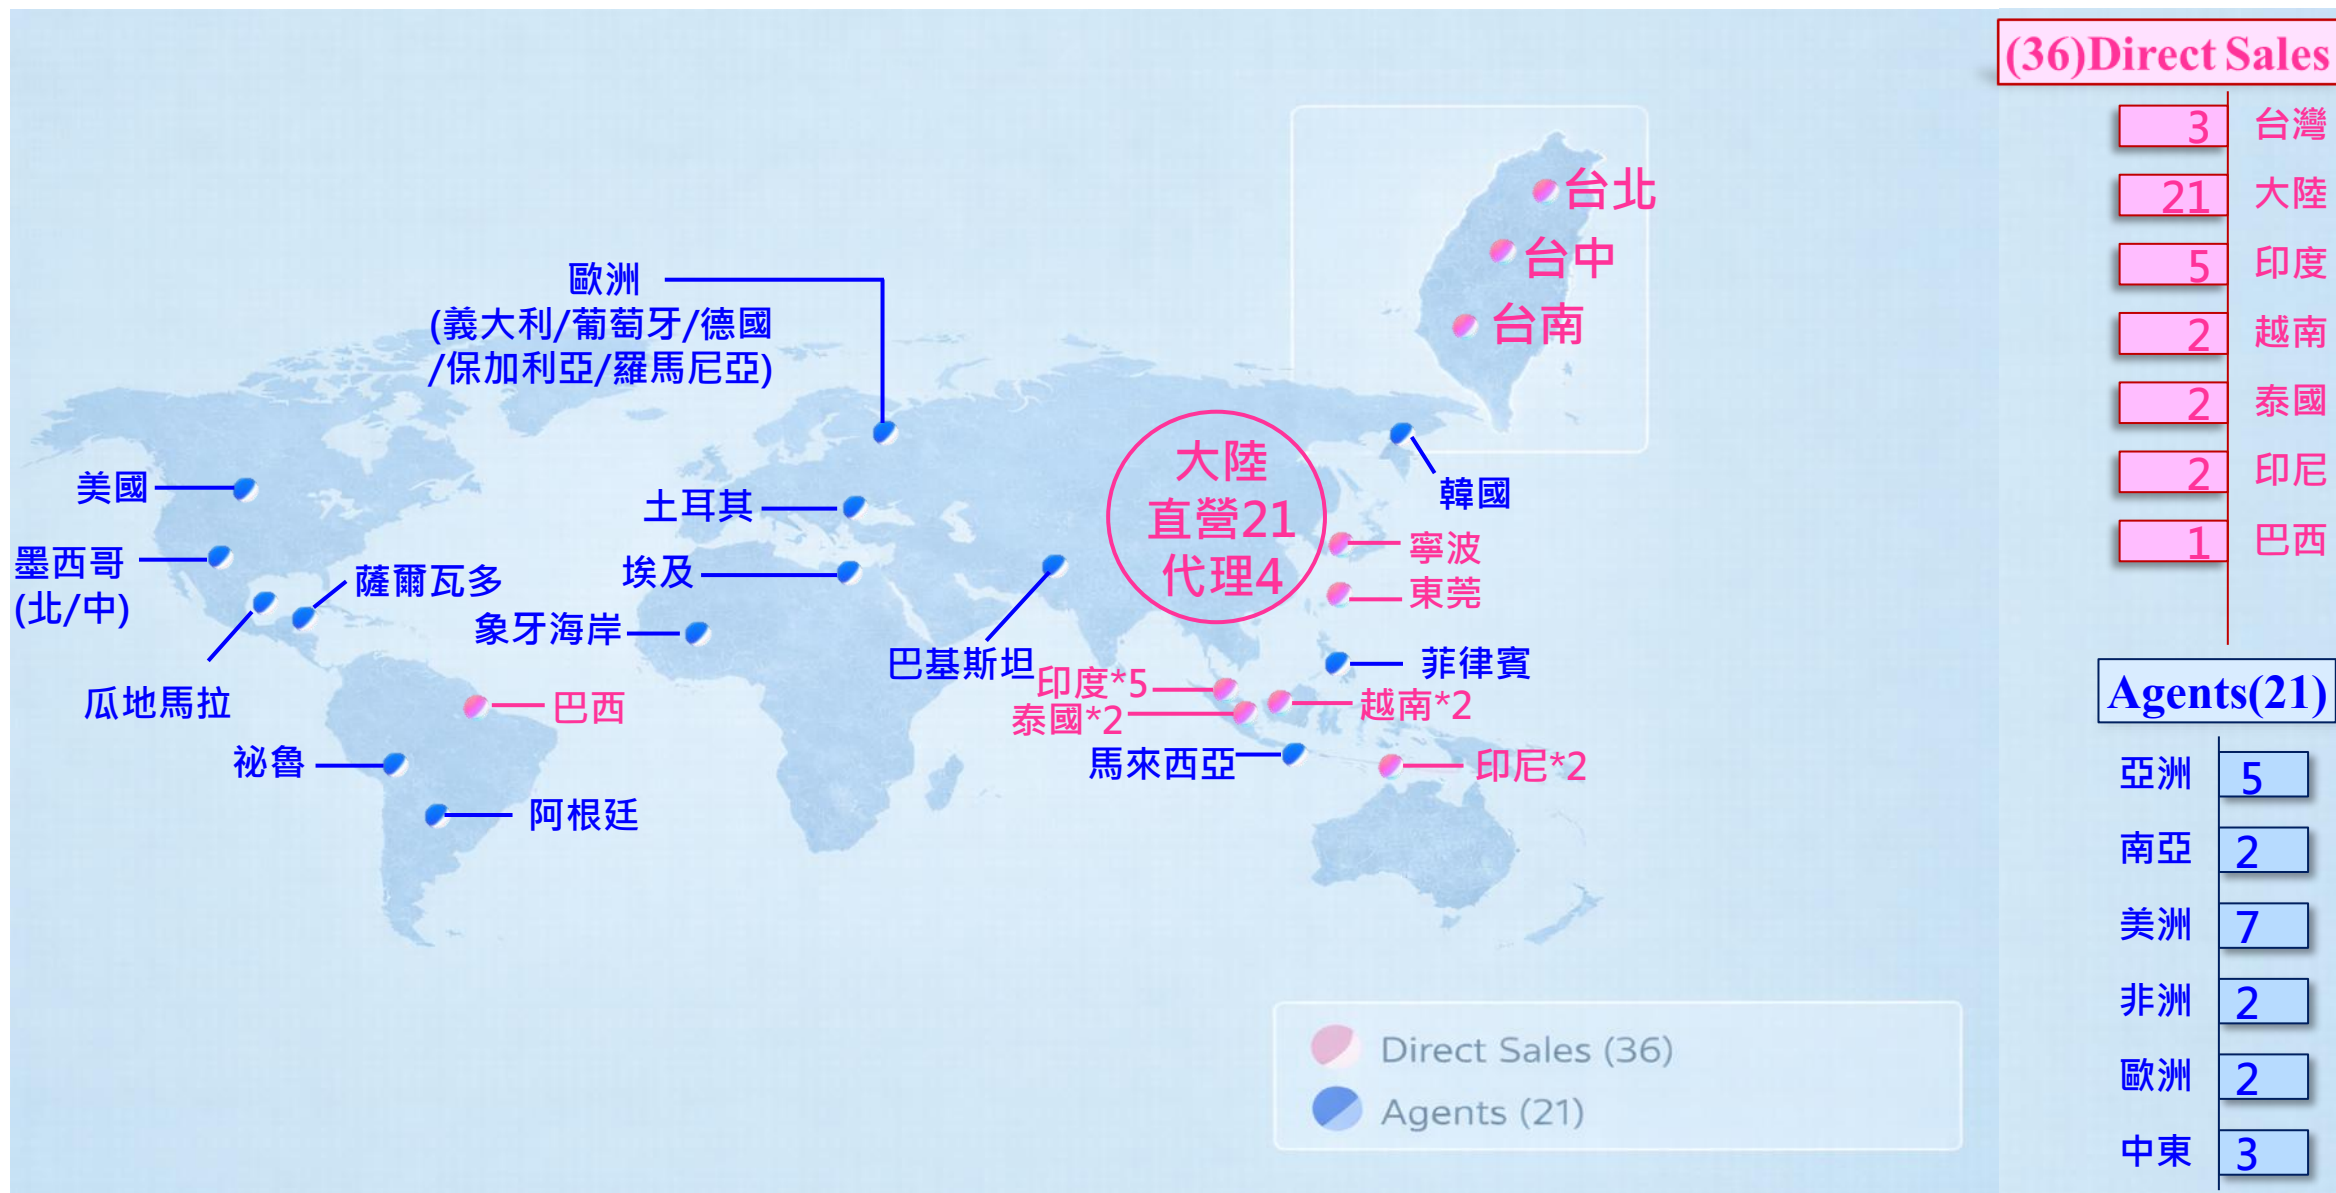 (36)Direct Sales
3 台灣
21 大陸
5 印度
2 越南
2 泰國
2 印尼
1 巴西
Agents(21)
亞洲 5
南亞 2
美洲 7
非洲 2
歐洲 2
中東 3
台北
台中
台南
歐洲
(義大利/葡萄牙/德國
/保加利亞/羅馬尼亞)
大陸
直營21
代理4
韓國
美國
土耳其
寧波
墨西哥
(北/中)
薩爾瓦多
埃及
東莞
象牙海岸
巴基斯坦
菲律賓
瓜地馬拉
巴西
印度*5
泰國*2
越南*2
祕魯
馬來西亞
印尼*2
阿根廷
Direct Sales (36)
Agents (21)